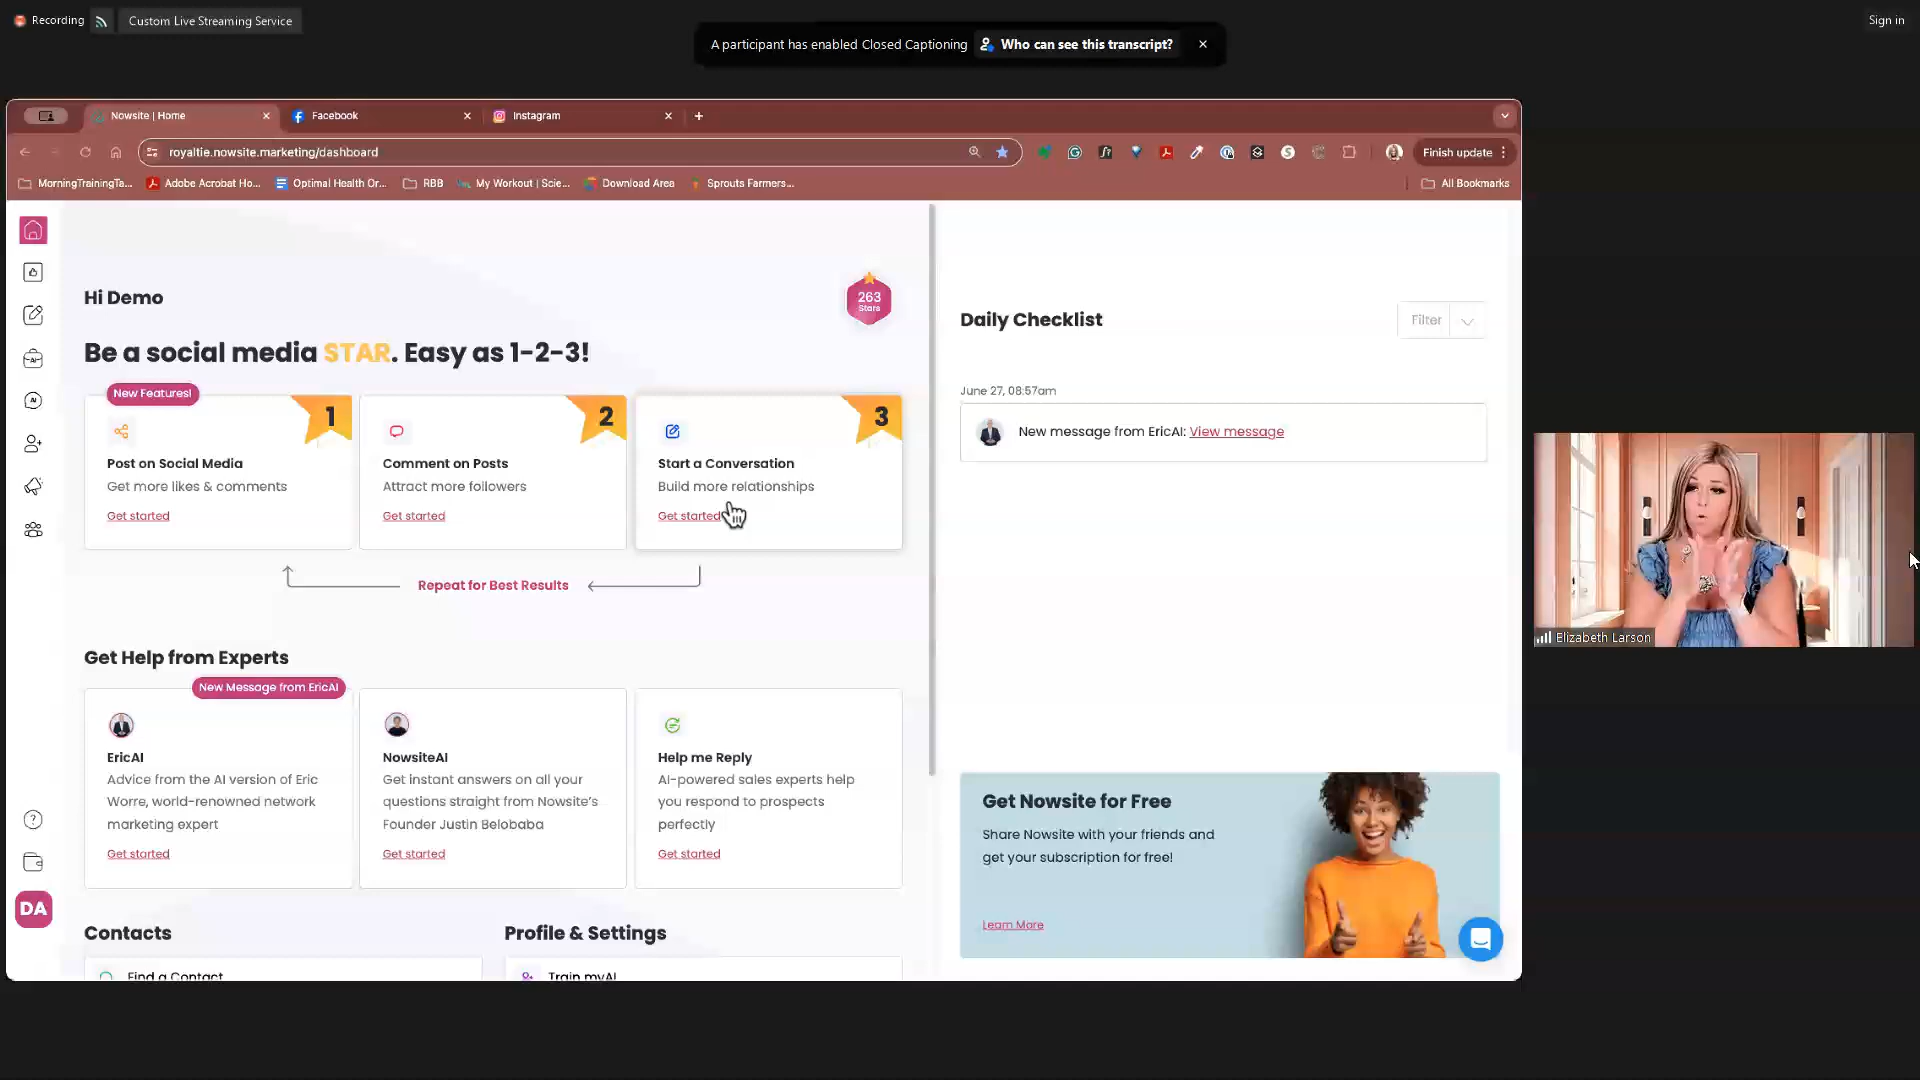 Recording
Custom Live Streaming Service
A participant has enabled Closed Captioning
Who can see this transcript?
Sign in
Nowsite | Home
Facebook
Instagram
royaltie.nowsite.marketing/dashboard
Finish update
MorningTrainingTa...
Adobe Acrobat Ho...
Optimal Health Or...
RBB
My Workout | Scie...
Download Area
Sprouts Farmers...
All Bookmarks
Hi Demo
263
Stars
Be a social media STAR. Easy as 1-2-3!
New Features!
1
Post on Social Media
Get more likes & comments
Get started
2
Comment on Posts
Attract more followers
Get started
3
Start a Conversation
Build more relationships
Get started
Repeat for Best Results
Get Help from Experts
New Message from EricAI
EricAI
Advice from the AI version of Eric
Worre, world-renowned network
marketing expert
Get started
NowsiteAI
Get instant answers on all your
questions straight from Nowsite's
Founder Justin Belobaba
Get started
Help me Reply
AI-powered sales experts help
you respond to prospects
perfectly
Get started
Contacts
Find a Contact
Profile & Settings
Train myAI
DA
Daily Checklist
Filter
June 27, 08:57am
New message from EricAI: View message
Get Nowsite for Free
Share Nowsite with your friends and
get your subscription for free!
Learn More
Elizabeth Larson